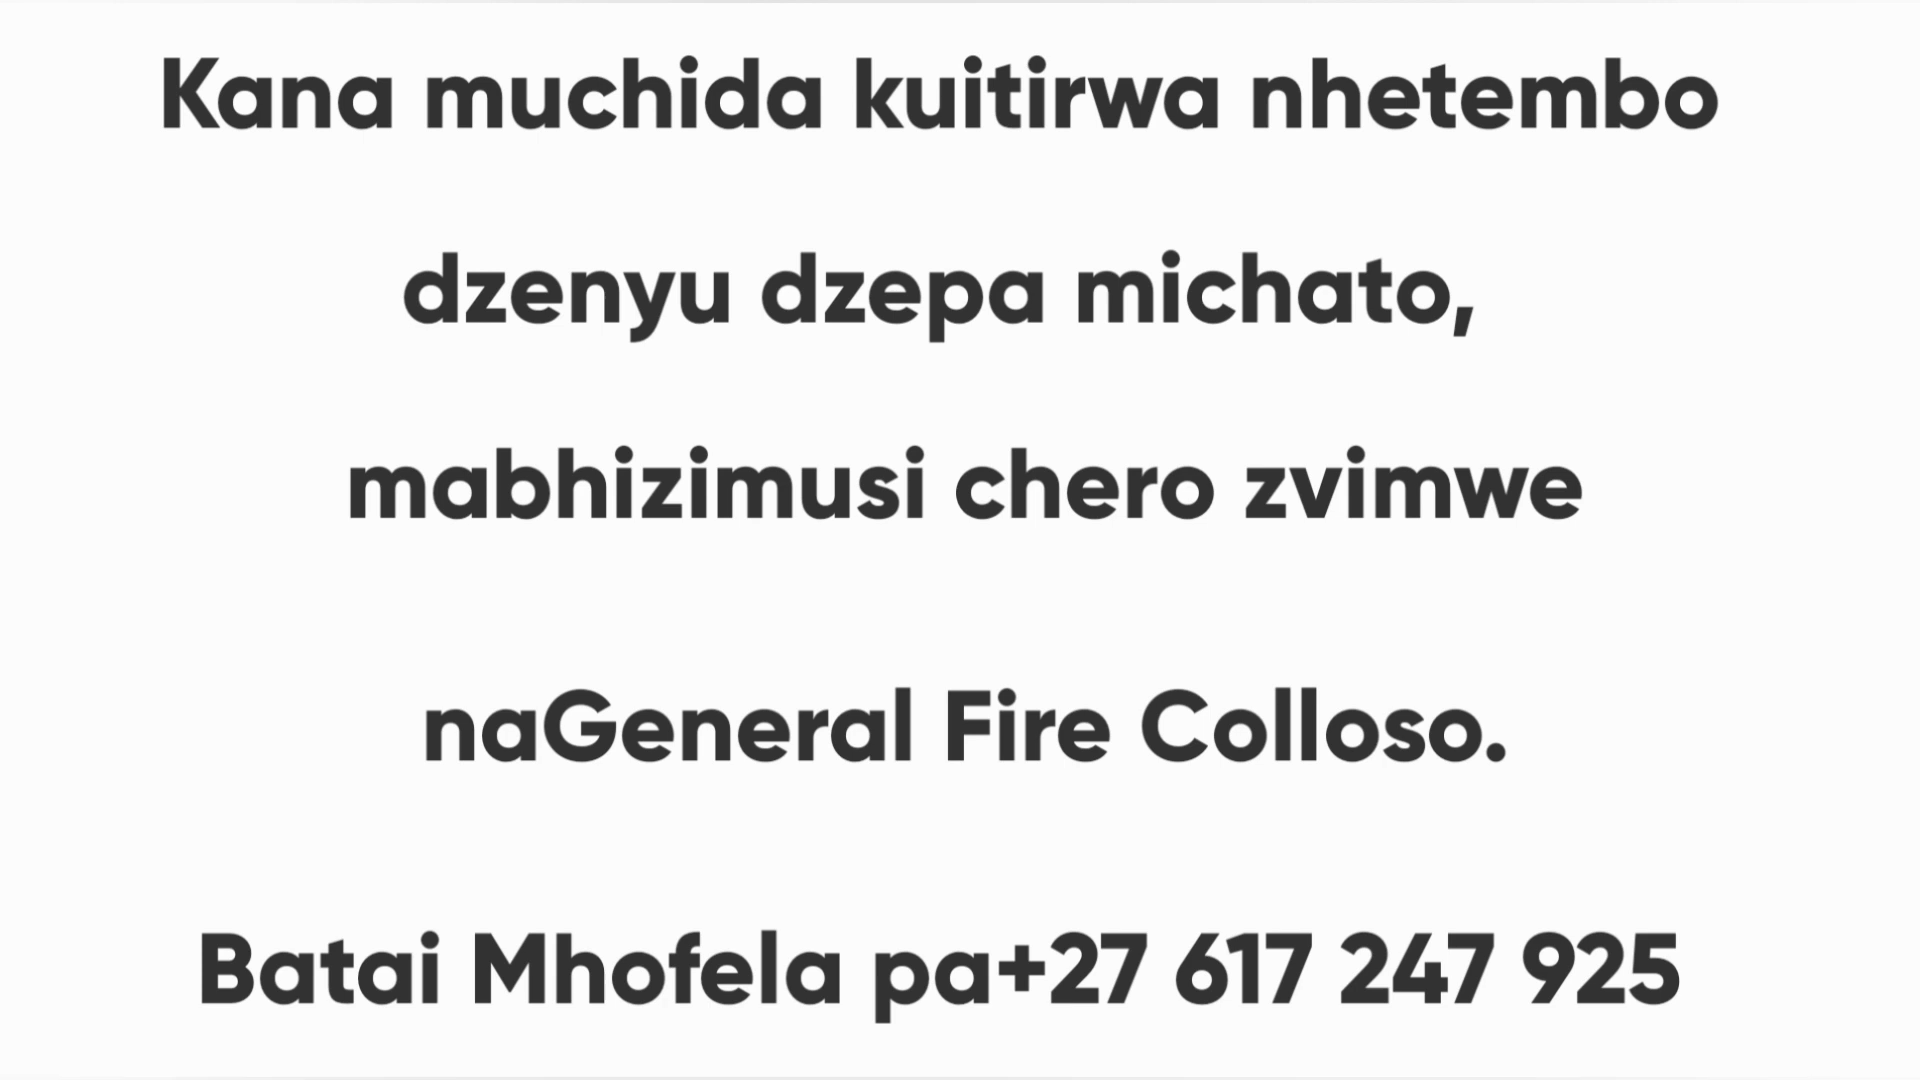 Kana muchida kuitirwa nhetembo
dzenyu dzepa michato,
mabhizimusi chero zvimwe
naGeneral Fire Colloso.
Batai Mhofela pa+27 617 247 925